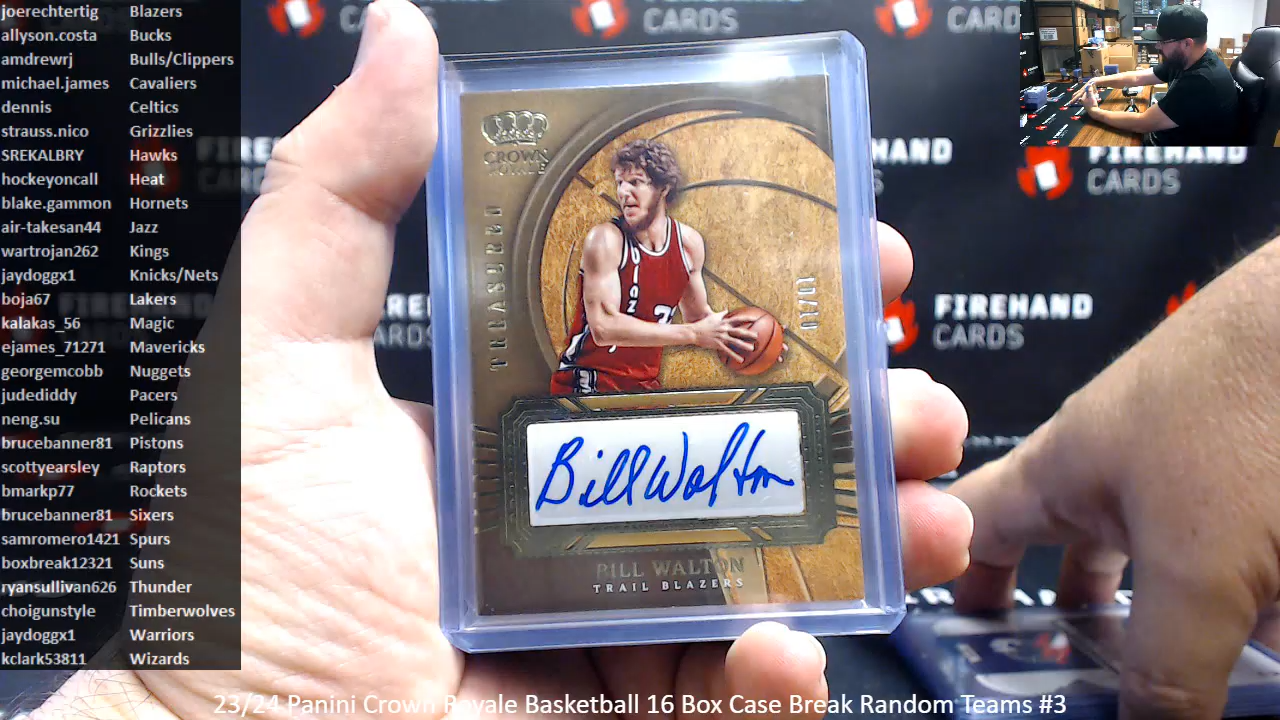 joerechtertig Blazers
allyson.costa Bucks
amdrewrj Bulls/Clippers
michael.james Cavaliers
dennis Celtics
strauss.nico Grizzlies
SREKALBRY Hawks
hockeyoncall Heat
blake.gammon Hornets
air-takesan44 Jazz
wartrojan262 Kings
jaydoggx1 Knicks/Nets
boja67 Lakers
kalakas_56 Magic
ejames_71271 Mavericks
georgemcobb Nuggets
judediddy Pacers
neng.su Pelicans
brucebanner81 Pistons
scottyearsley Raptors
bmarkp77 Rockets
brucebanner81 Sixers
samromero1421 Spurs
boxbreak12321 Suns
ryansullivan626 Thunder
choigunstyle Timberwolves
jaydoggx1 Warriors
kclark53811 Wizards
CROWN
ROYALE
TREASURED
Bill Walton
BILL WALTON
TRAIL BLAZERS
CARDS
CARDS
FIREHAND
CARDS
FIREHAND
CARDS
23/24 Panini Crown Royale Basketball 16 Box Case Break Random Teams #3